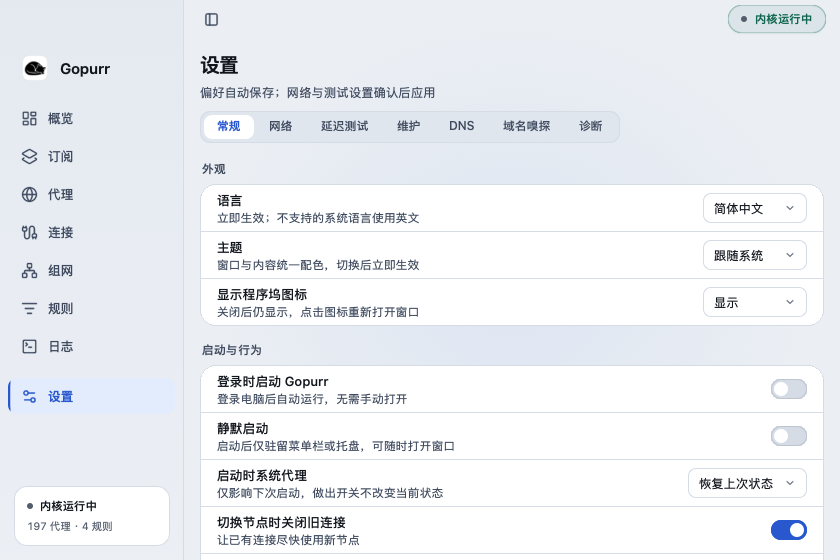 内核运行中
Gopurr
概览
订阅
代理
连接
组网
规则
日志
设置
内核运行中
197 代理 · 4 规则
设置
偏好自动保存；网络与测试设置确认后应用
常规 网络 延迟测试 维护 DNS 域名嗅探 诊断
外观
语言
立即生效；不支持的系统语言使用英文
简体中文
主题
窗口与内容统一配色，切换后立即生效
跟随系统
显示程序坞图标
关闭后仍显示，点击图标重新打开窗口
显示
启动与行为
登录时启动 Gopurr
登录电脑后自动运行，无需手动打开
静默启动
启动后仅驻留菜单栏或托盘，可随时打开窗口
启动时系统代理
仅影响下次启动，做出开关不改变当前状态
恢复上次状态
切换节点时关闭旧连接
让已有连接尽快使用新节点